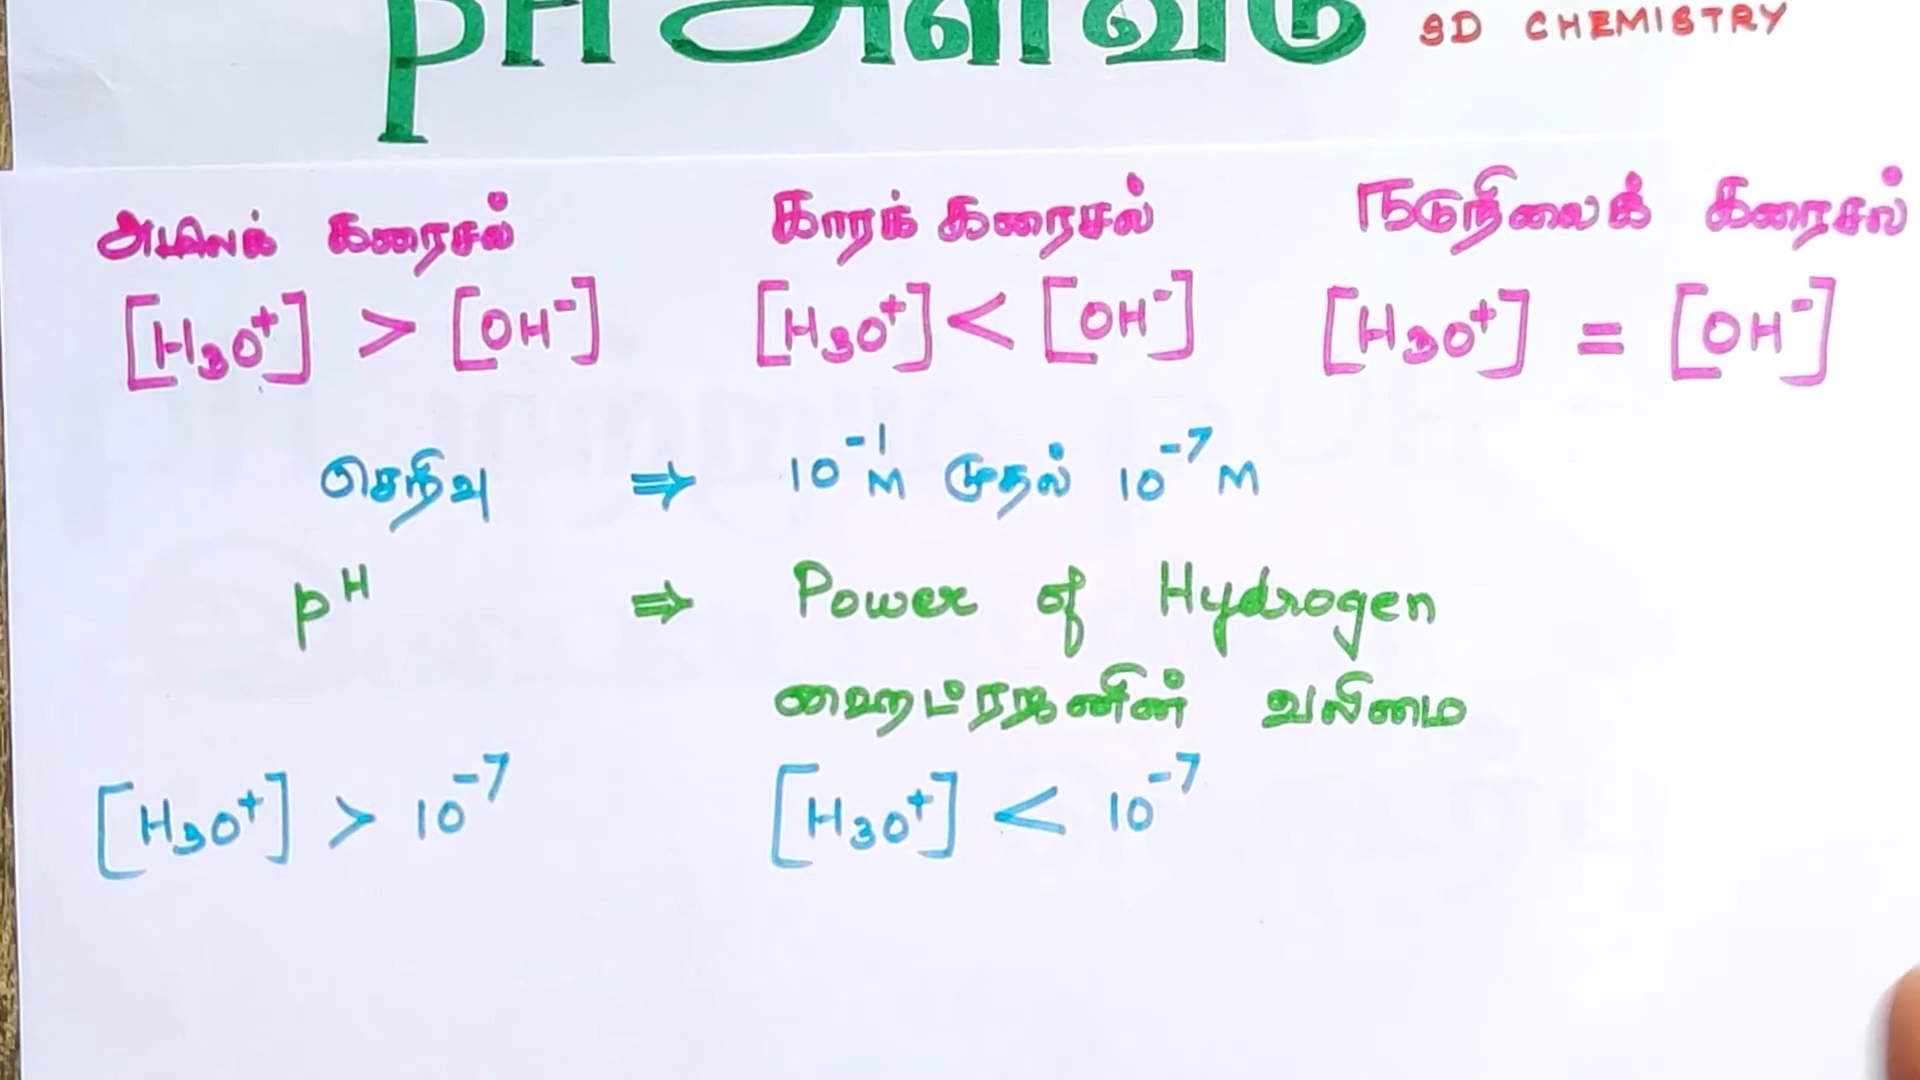 pH அளவீடு SD CHEMISTRY
அமிலக் கரைசல் காரக் கரைசல் நடுநிலைக் கரைசல்
[H₃O⁺] > [OH⁻] [H₃O⁺] < [OH⁻] [H₃O⁺] = [OH⁻]
செறிவு ⇒ 10⁻¹ M முதல் 10⁻⁷ M
pᴴ ⇒ Power of Hydrogen
ஹைட்ரஜனின் வலிமை
[H₃O⁺] > 10⁻⁷ [H₃O⁺] < 10⁻⁷